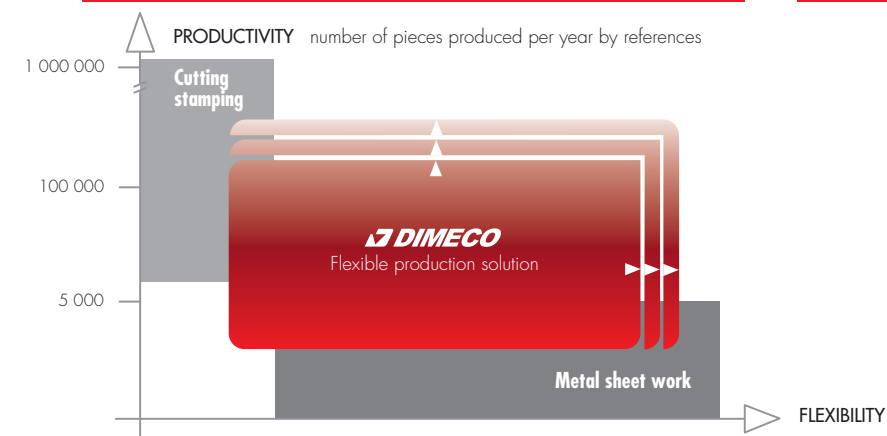 PRODUCTIVITY number of pieces produced per year by references
1 000 000
Cutting
stamping
100 000
DIMECO
Flexible production solution
5 000
Metal sheet work
FLEXIBILITY